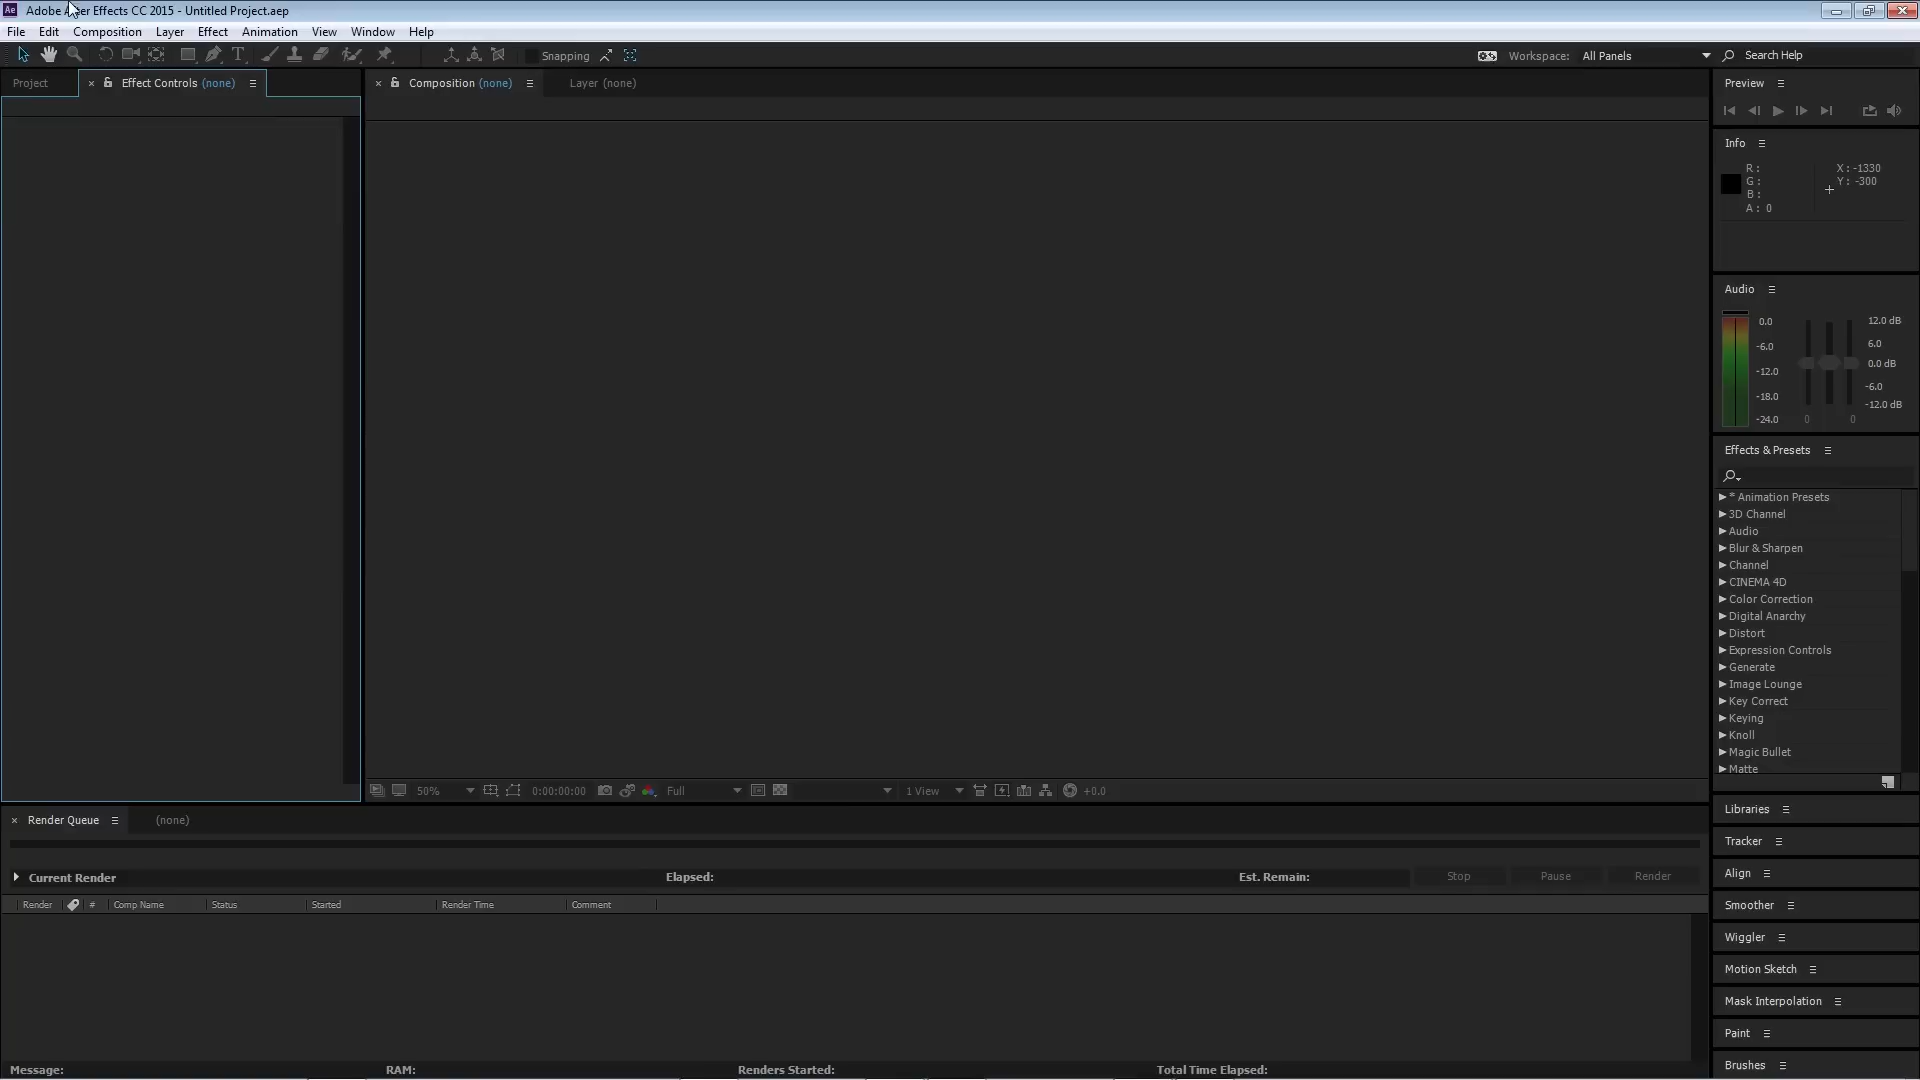 Ae Adobe After Effects CC 2015 - Untitled Project.aep
File Edit Composition Layer Effect Animation View Window Help
T Snapping Workspace: All Panels Search Help
Project Effect Controls (none)
Composition (none) Layer (none)
50% 0:00:00:00 Full 1 View +0.0
Preview
Info
R :
G :
B :
A : 0
X : -1330
Y : -300
Audio
0.0
-6.0
-12.0
-18.0
-24.0
12.0 dB
6.0
0.0 dB
-6.0
-12.0 dB
0 0
Effects & Presets
* Animation Presets
3D Channel
Audio
Blur & Sharpen
Channel
CINEMA 4D
Color Correction
Digital Anarchy
Distort
Expression Controls
Generate
Image Lounge
Key Correct
Keying
Knoll
Magic Bullet
Matte
Libraries
Tracker
Align
Smoother
Wiggler
Motion Sketch
Mask Interpolation
Paint
Brushes
Render Queue (none)
Current Render Elapsed: Est. Remain: Stop Pause Render
Render # Comp Name Status Started Render Time Comment
Message: RAM: Renders Started: Total Time Elapsed: